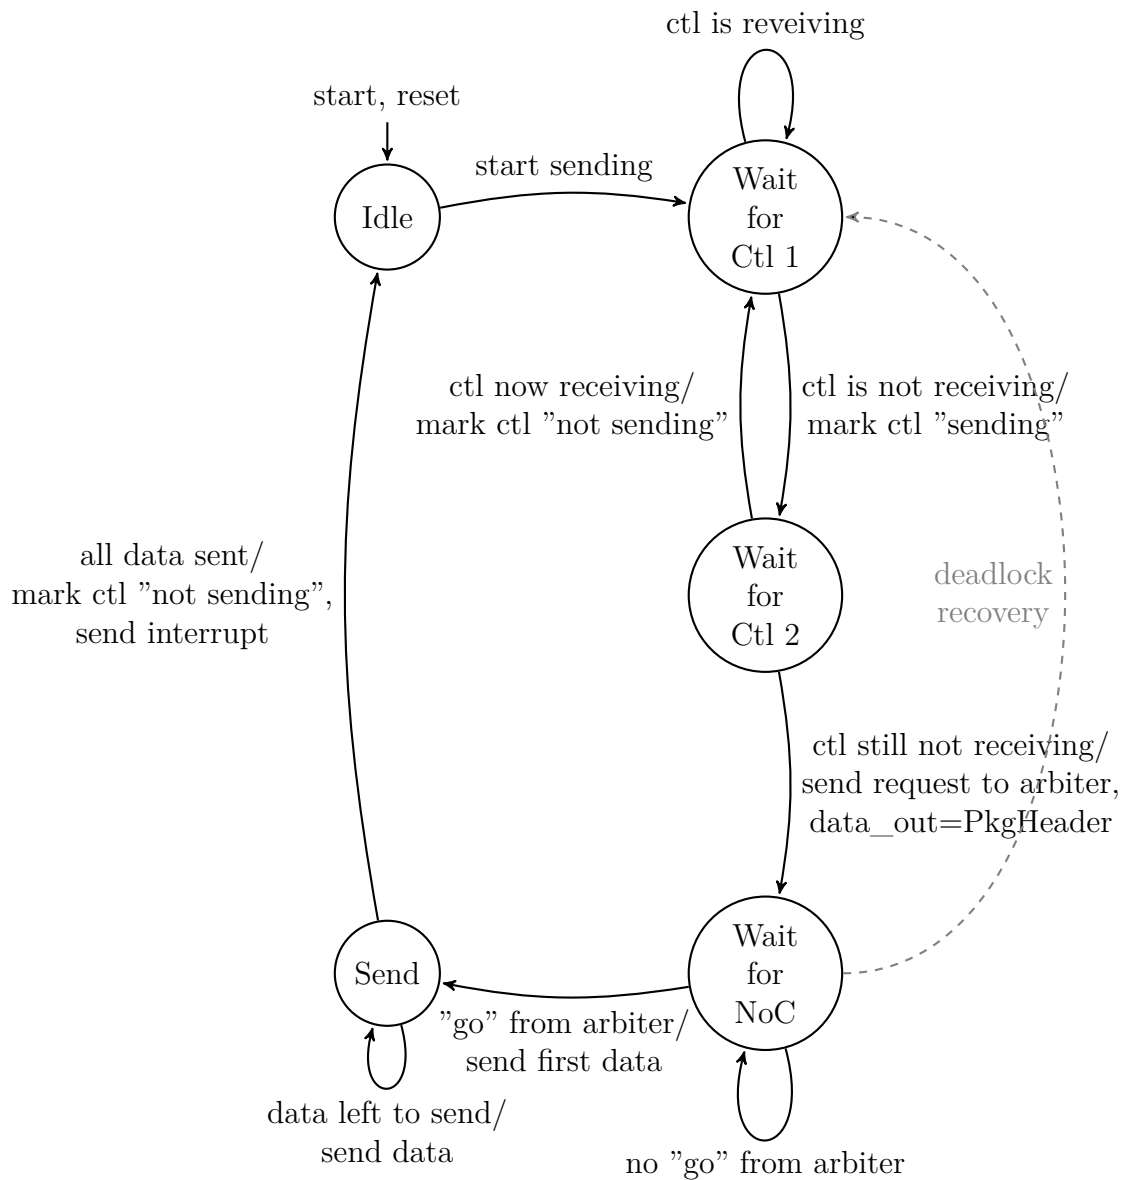 ctl is reveiving
start, reset
start sending
Idle
Wait
for
Ctl 1
ctl now receiving/
mark ctl ”not sending”
ctl is not receiving/
mark ctl ”sending”
all data sent/
mark ctl ”not sending”,
send interrupt
Wait
for
Ctl 2
deadlock
recovery
ctl still not receiving/
send request to arbiter,
data_out=PkgHeader
Send
Wait
for
NoC
”go” from arbiter/
send first data
data left to send/
send data
no ”go” from arbiter